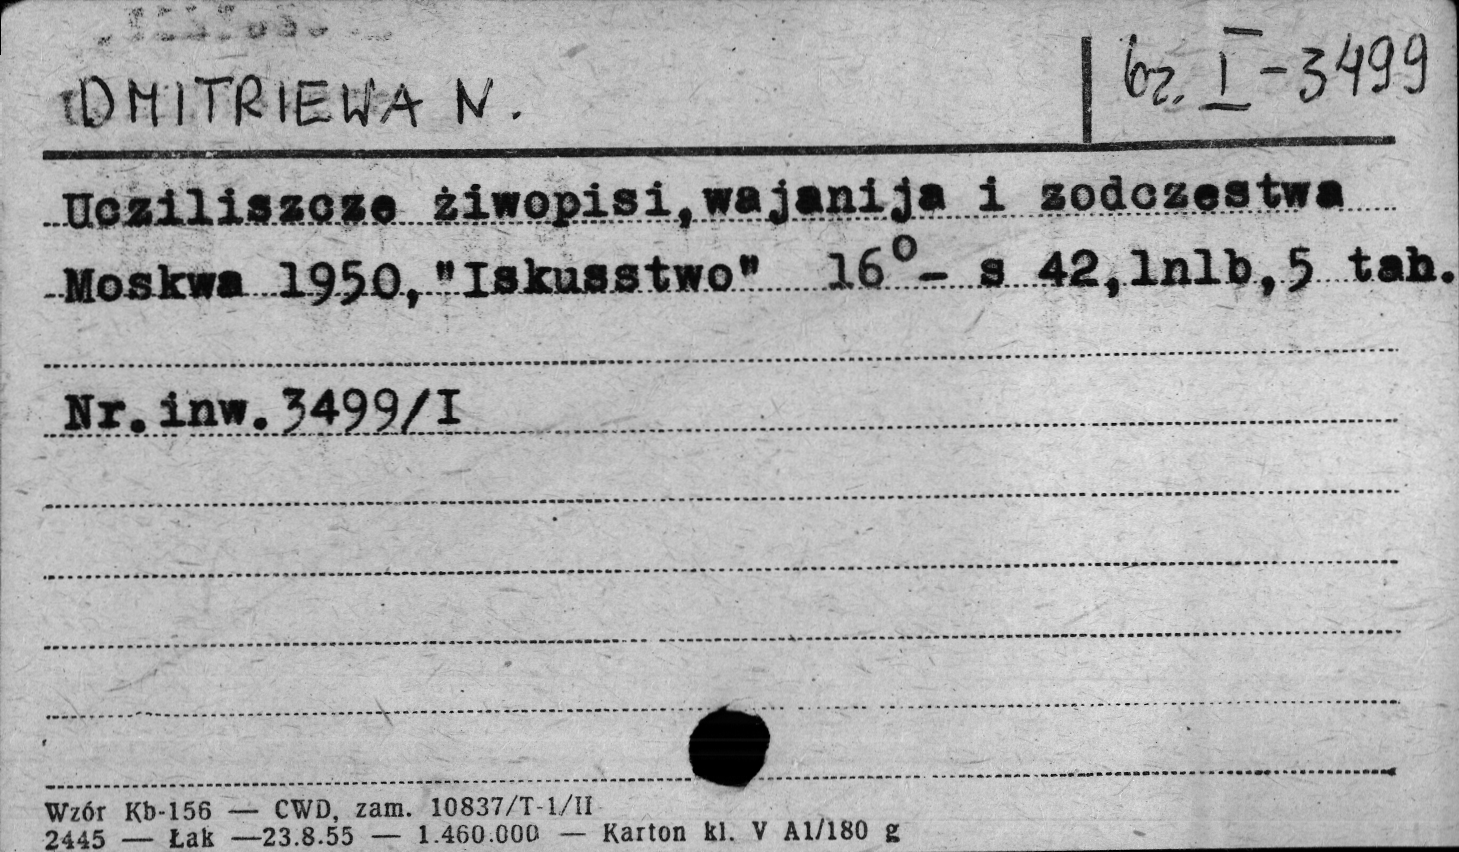 DMITRIEWA N.
bz. I-3499
Ucziliszcze żiwopisi,wajanija i zodczestwa
Moskwa 1950,"Iskusstwo" 16° - s 42,1nlb,5 tab.
Nr.inw.3499/I
Wzór Kb-156 — CWD, zam. 10837/T-1/II
2445 — Łak —23.8.55 — 1.460.000 — Karton kl. V A1/180 g